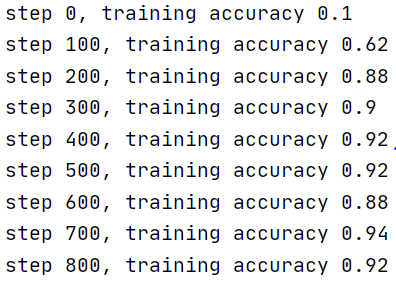 step 0, training accuracy 0.1
step 100, training accuracy 0.62
step 200, training accuracy 0.88
step 300, training accuracy 0.9
step 400, training accuracy 0.92
step 500, training accuracy 0.92
step 600, training accuracy 0.88
step 700, training accuracy 0.94
step 800, training accuracy 0.92